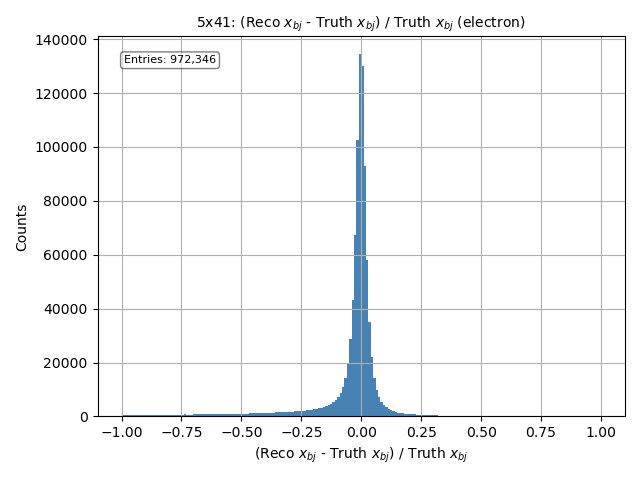 5x41: (Reco x_bj - Truth x_bj) / Truth x_bj (electron)
140000
Entries: 972,346
120000
100000
80000
60000
40000
20000
0
Counts
−1.00 −0.75 −0.50 −0.25 0.00 0.25 0.50 0.75 1.00
(Reco x_bj - Truth x_bj) / Truth x_bj